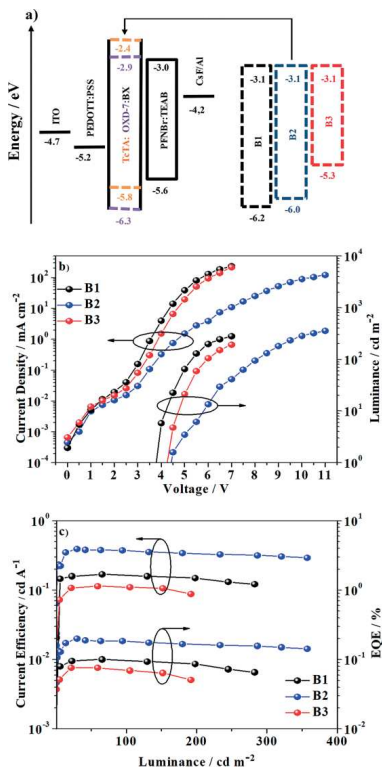 a)
Energy / eV
ITO
-4.7
PEDOTT:PSS
-5.2
-2.4
-2.9
TcTA: OXD-7:BX
-5.8
-6.3
-3.0
PFNBr:TEAB
-5.6
CsF/Al
-4,2
-3.1
B1
-6.2
-3.1
B2
-6.0
-3.1
B3
-5.3
b)
B1
B2
B3
Current Density / mA cm-2
102
101
100
10-1
10-2
10-3
10-4
0 1 2 3 4 5 6 7 8 9 10 11
Voltage / V
Luminance / cd m-2
104
103
102
101
100
c)
Current Efficiency / cd A-1
100
10-1
10-2
10-3
0 100 200 300 400
Luminance / cd m-2
EQE / %
101
100
10-1
10-2
B1
B2
B3